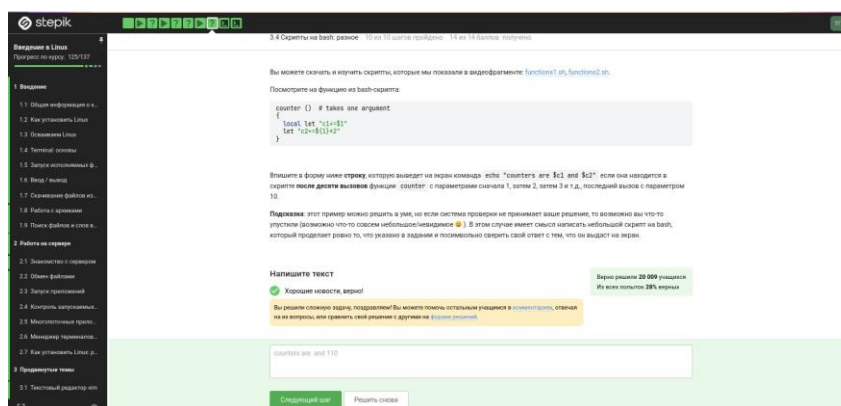 stepik
Введение в Linux
Прогресс по курсу: 125/137
1 Введение
1.1 Общая информация о к...
1.2 Как установить Linux
1.3 Осваиваем Linux
1.4 Terminal: основы
1.5 Запуск исполняемых ф...
1.6 Ввод / вывод
1.7 Скачивание файлов из...
1.8 Работа с архивами
1.9 Поиск файлов и слов в...
2 Работа на сервере
2.1 Знакомство с сервером
2.2 Обмен файлами
2.3 Запуск приложений
2.4 Контроль запускаемых...
2.5 Многопоточные прило...
2.6 Менеджер терминалов...
2.7 Как установить Linux: р...
3 Продвинутые темы
3.1 Текстовый редактор vim
3.4 Скрипты на bash: разное 10 из 10 шагов пройдено 14 из 14 баллов получено
Вы можете скачать и изучить скрипты, которые мы показали в видеофрагменте: functions1.sh, functions2.sh.
Посмотрите на функцию из bash-скрипта:
counter () # takes one argument
{
local let "c1+=$1"
let "c2+=${1}*2"
}
Впишите в форму ниже строку, которую выведет на экран команда echo "counters are $c1 and $c2" если она находится в
скрипте после десяти вызовов функции counter с параметрами сначала 1, затем 2, затем 3 и т.д., последний вызов с параметром
10.
Подсказка: этот пример можно решить в уме, но если система проверки не принимает ваше решение, то возможно вы что-то
упустили (возможно что-то совсем небольшое/невидимое 😉). В этом случае имеет смысл написать небольшой скрипт на bash,
который проделает ровно то, что указано в задании и посимвольно сверить свой ответ с тем, что он выдаст на экран.
Напишите текст
Хорошие новости, верно!
Верно решили 20 009 учащихся
Из всех попыток 28% верных
Вы решили сложную задачу, поздравляем! Вы можете помочь остальным учащимся в комментариях, отвечая
на их вопросы, или сравнить своё решение с другими на форуме решений.
counters are  and 110
Следующий шаг
Решить снова